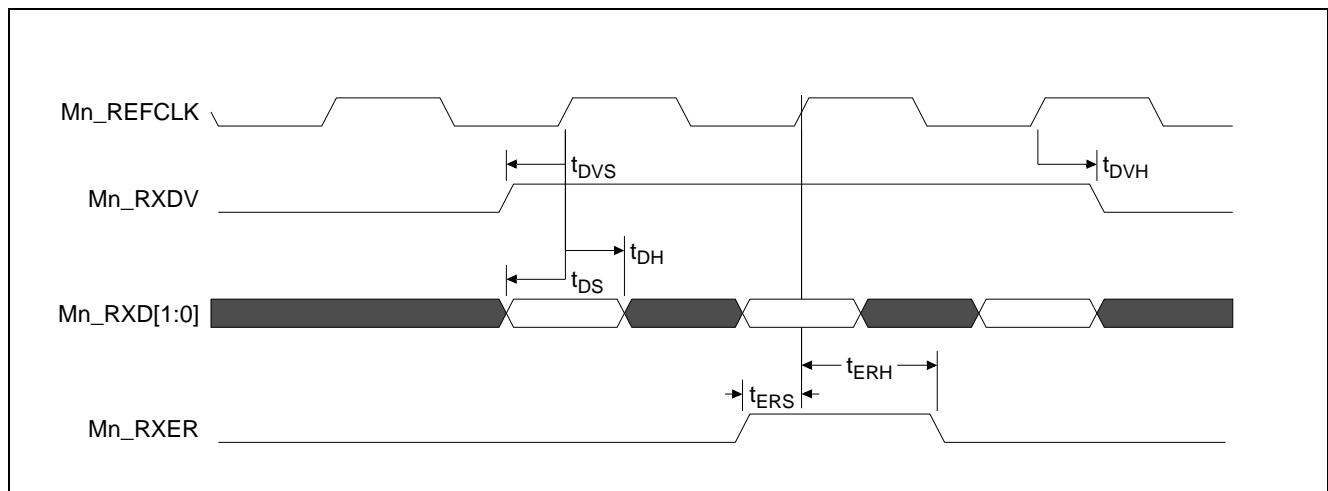 Mn_REFCLK
tDVS
tDVH
Mn_RXDV
tDH
tDS
Mn_RXD[1:0]
tERH
tERS
Mn_RXER